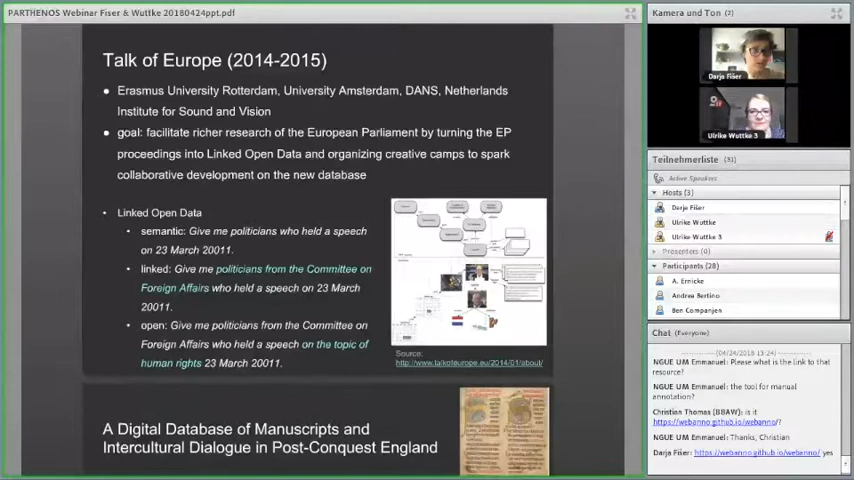 PARTHENOS Webinar Fiser & Wuttke 20180424ppt.pdf
Talk of Europe (2014-2015)
Erasmus University Rotterdam, University Amsterdam, DANS, Netherlands
Institute for Sound and Vision
goal: facilitate richer research of the European Parliament by turning the EP
proceedings into Linked Open Data and organizing creative camps to spark
collaborative development on the new database
Linked Open Data
semantic: Give me politicians who held a speech
on 23 March 20011.
linked: Give me politicians from the Committee on
Foreign Affairs who held a speech on 23 March
20011.
open: Give me politicians from the Committee on
Foreign Affairs who held a speech on the topic of
human rights 23 March 20011.
Source:
http://www.talkofeurope.eu/2014/01/about/
A Digital Database of Manuscripts and
Intercultural Dialogue in Post-Conquest England
Kamera und Ton (2)
Darja Fišer
Ulrike Wuttke 3
Teilnehmerliste (31)
Active Speakers
Hosts (3)
Darja Fišer
Ulrike Wuttke
Ulrike Wuttke 3
Presenters (0)
Participants (28)
A. Ernicke
Andrea Bertino
Ben Companjen
Chat (Everyone)
(04/24/2018 13:24)
NGUE UM Emmanuel: Please what is the link to that
resource?
NGUE UM Emmanuel: the tool for manual
annotation?
Christian Thomas (BBAW): is it
https://webanno.github.io/webanno/?
NGUE UM Emmanuel: Thanks, Christian
Darja Fišer: https://webanno.github.io/webanno/ yes